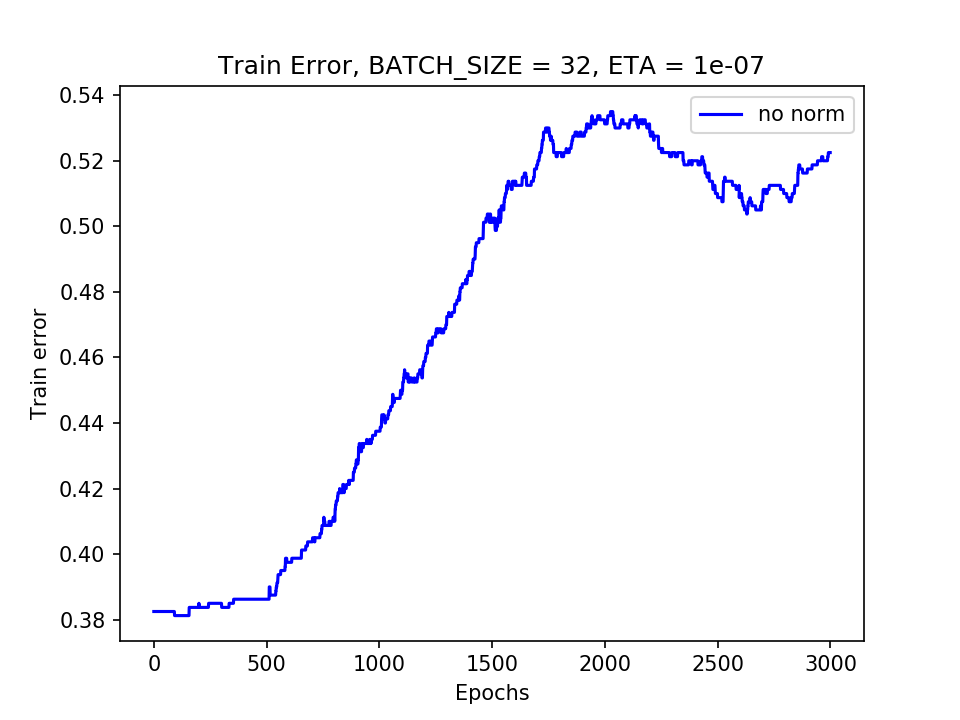 Train Error, BATCH_SIZE = 32, ETA = 1e-07
no norm
0.54
0.52
0.50
0.48
0.46
0.44
0.42
0.40
0.38
Train error
0 500 1000 1500 2000 2500 3000
Epochs